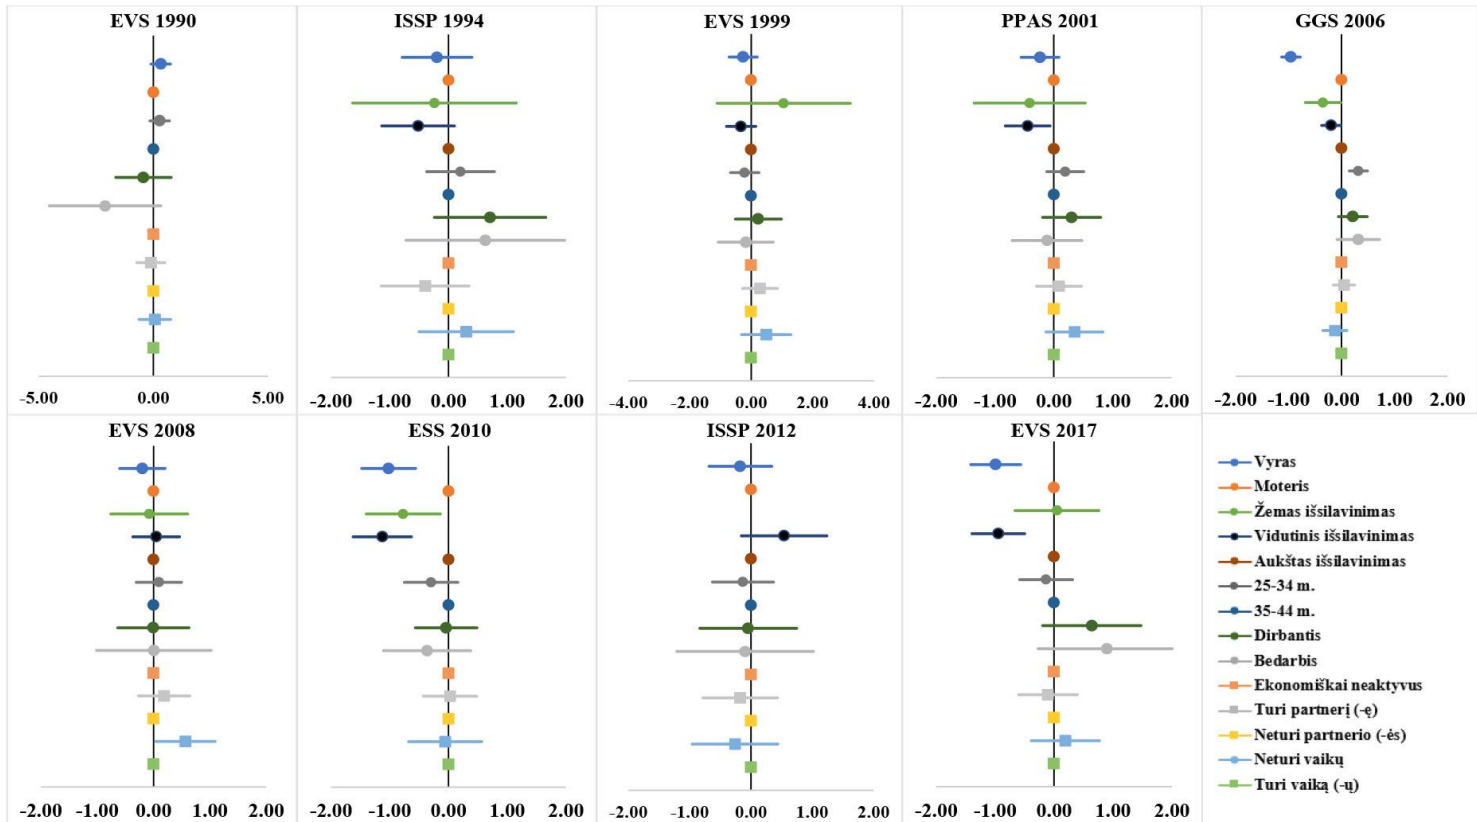 EVS 1990
-5.00 0.00 5.00
ISSP 1994
-2.00 -1.00 0.00 1.00 2.00
EVS 1999
-4.00 -2.00 0.00 2.00 4.00
PPAS 2001
-2.00 -1.00 0.00 1.00 2.00
GGS 2006
-2.00 -1.00 0.00 1.00 2.00
EVS 2008
-2.00 -1.00 0.00 1.00 2.00
ESS 2010
-2.00 -1.00 0.00 1.00 2.00
ISSP 2012
-2.00 -1.00 0.00 1.00 2.00
EVS 2017
-2.00 -1.00 0.00 1.00 2.00
Vyras
Moteris
Žemas išsilavinimas
Vidutinis išsilavinimas
Aukštas išsilavinimas
25-34 m.
35-44 m.
Dirbantis
Bedarbis
Ekonomiškai neaktyvus
Turi partnerį (-ę)
Neturi partnerio (-ės)
Neturi vaikų
Turi vaiką (-ų)